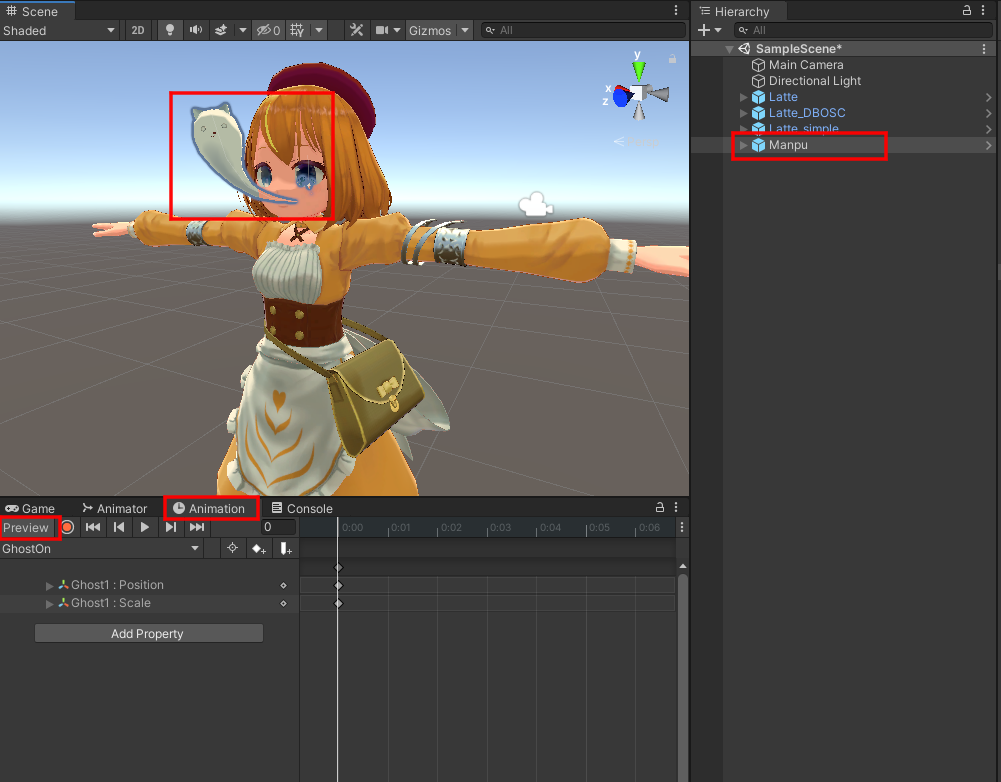 Scene
Hierarchy
Shaded
2D
0
Gizmos
All
All
SampleScene*
Main Camera
Directional Light
Latte
Latte_DBOSC
Latte_simple
Manpu
y
x
z
Game
Animator
Animation
Console
Preview
0
0:00
0:01
0:02
0:03
0:04
0:05
0:06
GhostOn
Ghost1 : Position
Ghost1 : Scale
Add Property